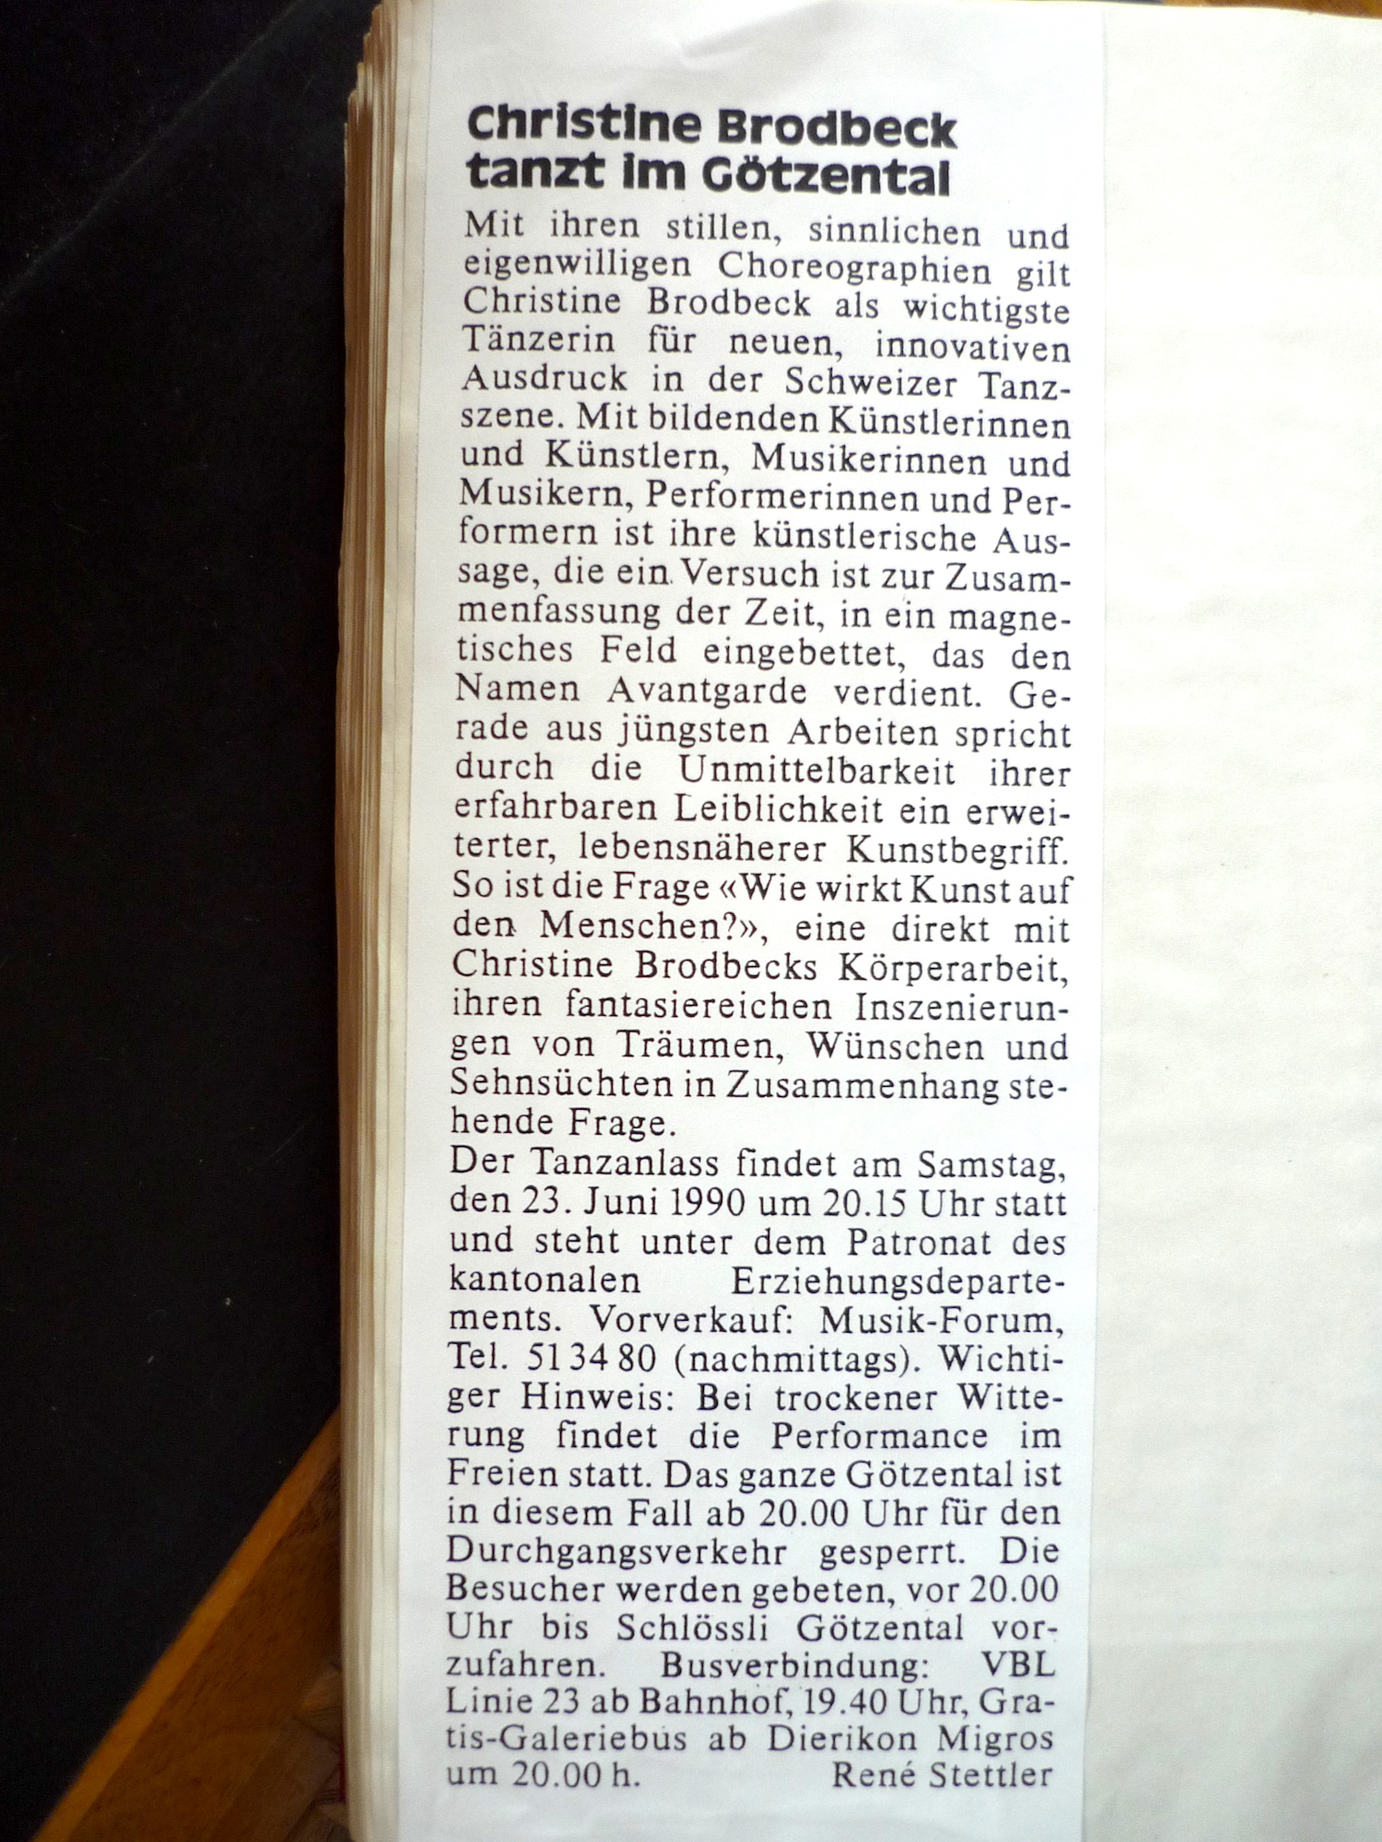 Christine Brodbeck
tanzt im Götzental
Mit ihren stillen, sinnlichen und
eigenwilligen Choreographien gilt
Christine Brodbeck als wichtigste
Tänzerin für neuen, innovativen
Ausdruck in der Schweizer Tanz-
szene. Mit bildenden Künstlerinnen
und Künstlern, Musikerinnen und
Musikern, Performerinnen und Per-
formern ist ihre künstlerische Aus-
sage, die ein Versuch ist zur Zusam-
menfassung der Zeit, in ein magne-
tisches Feld eingebettet, das den
Namen Avantgarde verdient. Ge-
rade aus jüngsten Arbeiten spricht
durch die Unmittelbarkeit ihrer
erfahrbaren Leiblichkeit ein erwei-
terter, lebensnäherer Kunstbegriff.
So ist die Frage «Wie wirkt Kunst auf
den Menschen?», eine direkt mit
Christine Brodbecks Körperarbeit,
ihren fantasiereichen Inszenierun-
gen von Träumen, Wünschen und
Sehnsüchten in Zusammenhang ste-
hende Frage.
Der Tanzanlass findet am Samstag,
den 23. Juni 1990 um 20.15 Uhr statt
und steht unter dem Patronat des
kantonalen Erziehungsdeparte-
ments. Vorverkauf: Musik-Forum,
Tel. 51 34 80 (nachmittags). Wichti-
ger Hinweis: Bei trockener Witte-
rung findet die Performance im
Freien statt. Das ganze Götzental ist
in diesem Fall ab 20.00 Uhr für den
Durchgangsverkehr gesperrt. Die
Besucher werden gebeten, vor 20.00
Uhr bis Schlössli Götzental vor-
zufahren. Busverbindung: VBL
Linie 23 ab Bahnhof, 19.40 Uhr, Gra-
tis-Galeriebus ab Dierikon Migros
um 20.00 h. René Stettler